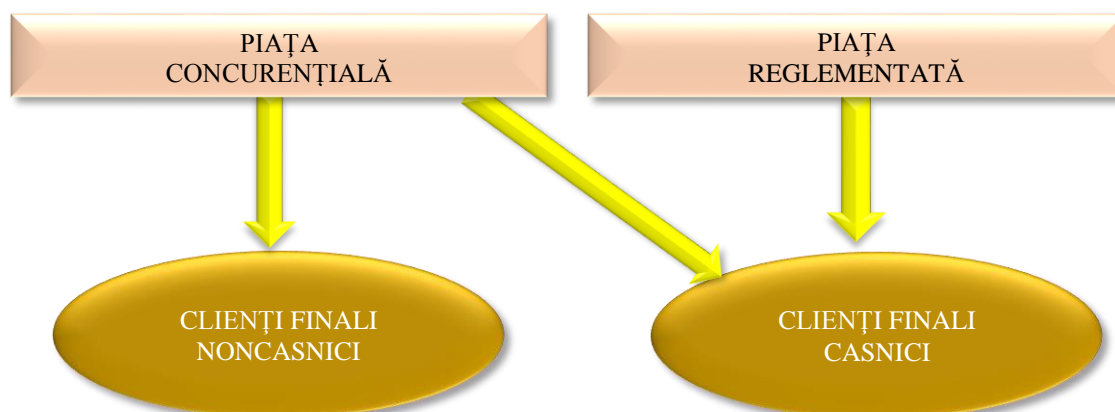 PIAȚA
CONCURENȚIALĂ
PIAȚA
REGLEMENTATĂ
CLIENȚI FINALI
NONCASNICI
CLIENȚI FINALI
CASNICI